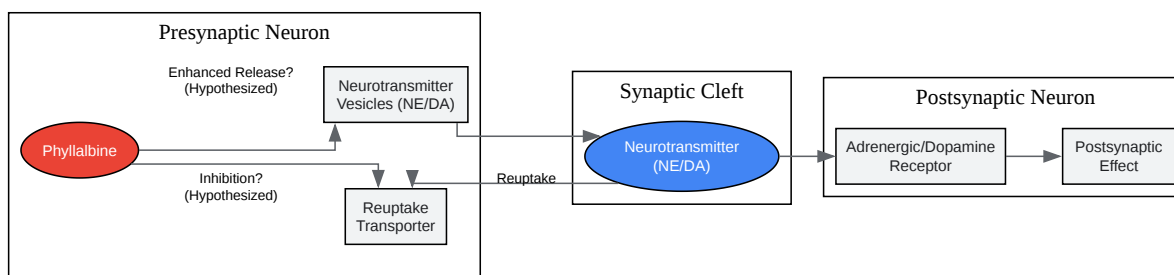 Presynaptic Neuron
Enhanced Release?
(Hypothesized)
Neurotransmitter
Vesicles (NE/DA)
Phyllalbine
Inhibition?
(Hypothesized)
Reuptake
Transporter
Reuptake
Synaptic Cleft
Neurotransmitter
(NE/DA)
Postsynaptic Neuron
Adrenergic/Dopamine
Receptor
Postsynaptic
Effect